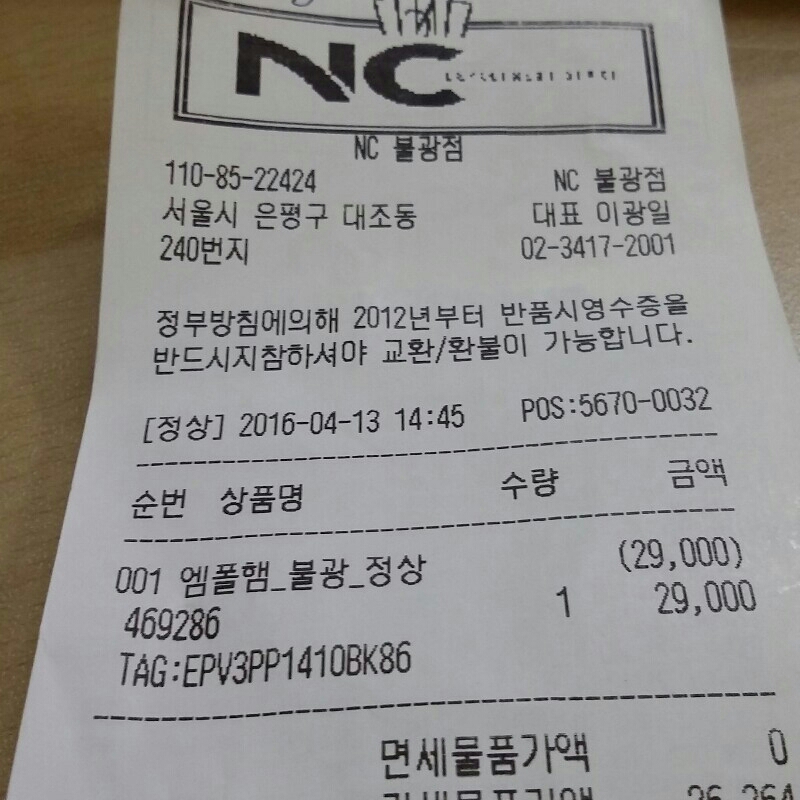 NC
NC 불광점
110-85-22424 NC 불광점
서울시 은평구 대조동 대표 이광일
240번지 02-3417-2001
정부방침에의해 2012년부터 반품시영수증을
반드시지참하셔야 교환/환불이 가능합니다.
[정상] 2016-04-13 14:45 POS:5670-0032
순번 상품명 수량 금액
001 엠폴햄_불광_정상 (29,000)
469286 1 29,000
TAG:EPV3PP1410BK86
면세물품가액 0